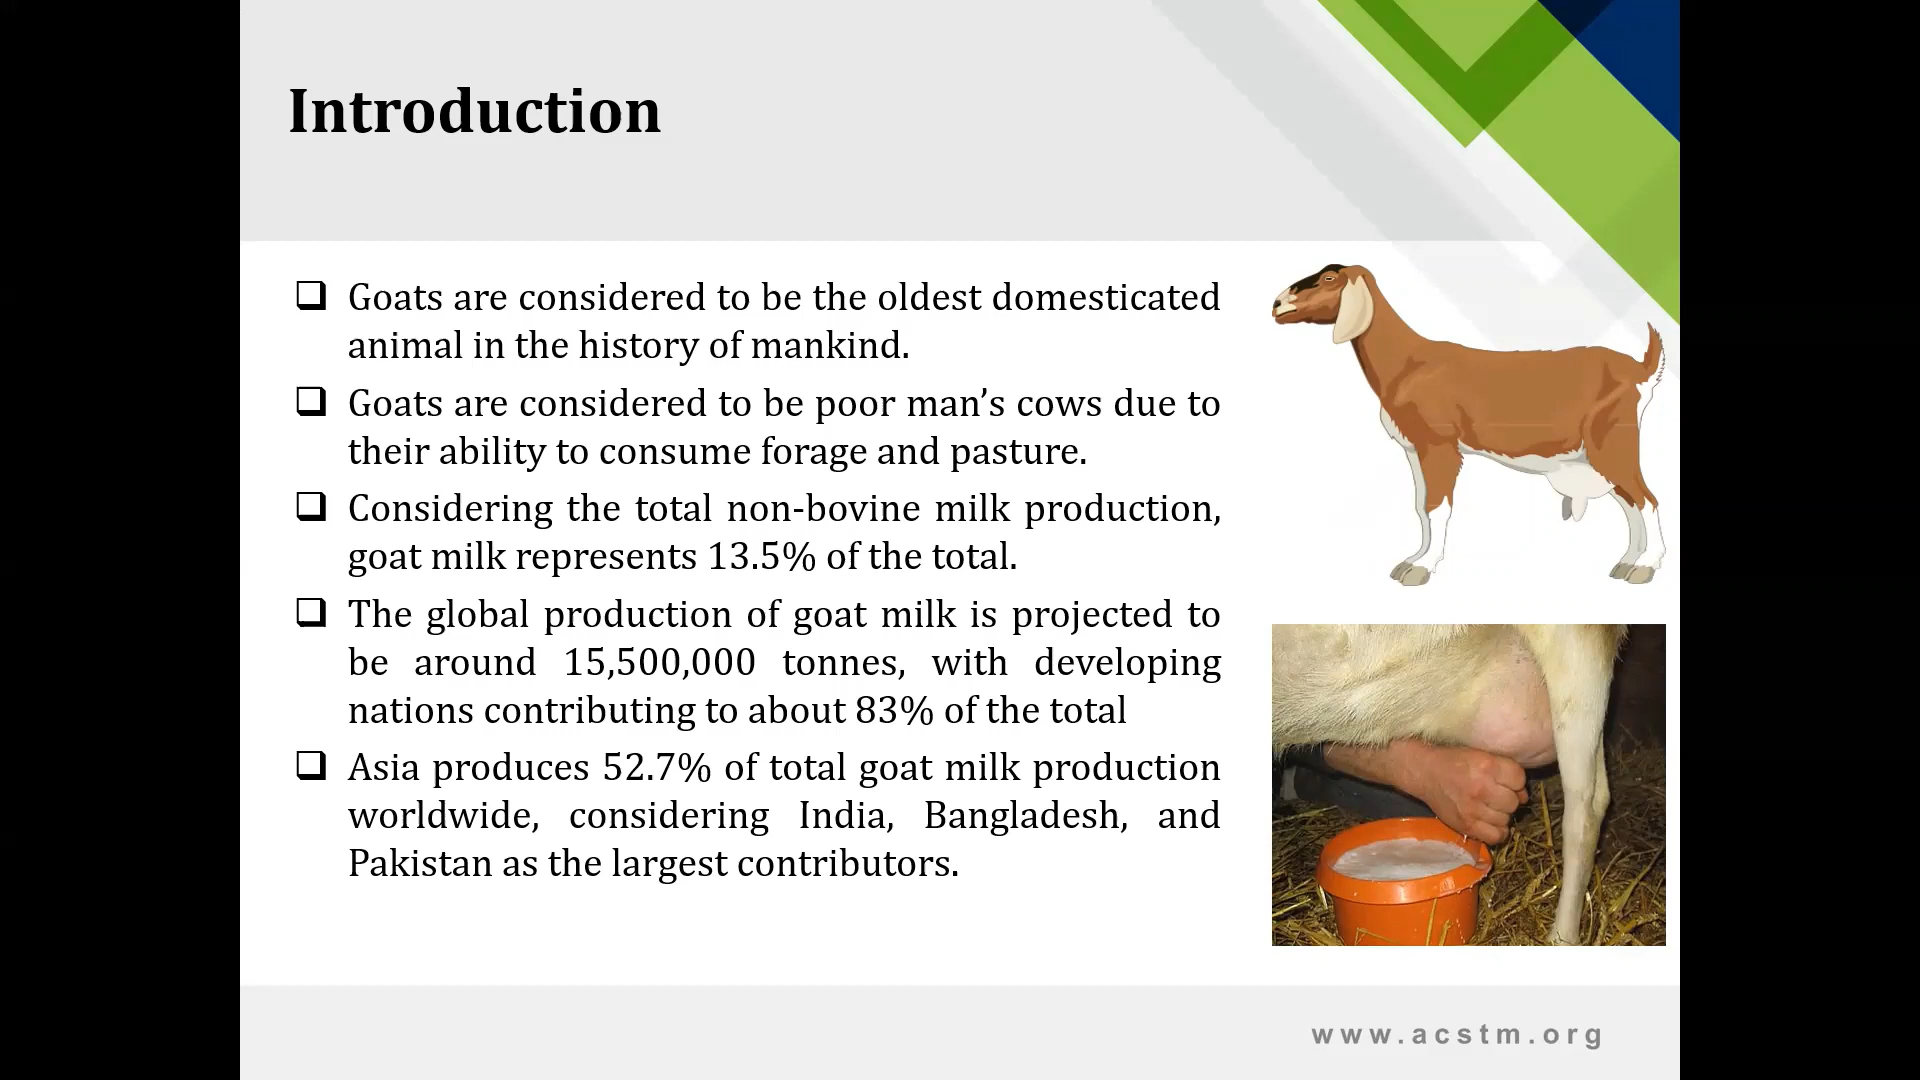 Introduction
Goats are considered to be the oldest domesticated
animal in the history of mankind.
Goats are considered to be poor man’s cows due to
their ability to consume forage and pasture.
Considering the total non-bovine milk production,
goat milk represents 13.5% of the total.
The global production of goat milk is projected to
be around 15,500,000 tonnes, with developing
nations contributing to about 83% of the total
Asia produces 52.7% of total goat milk production
worldwide, considering India, Bangladesh, and
Pakistan as the largest contributors.
www.acstm.org